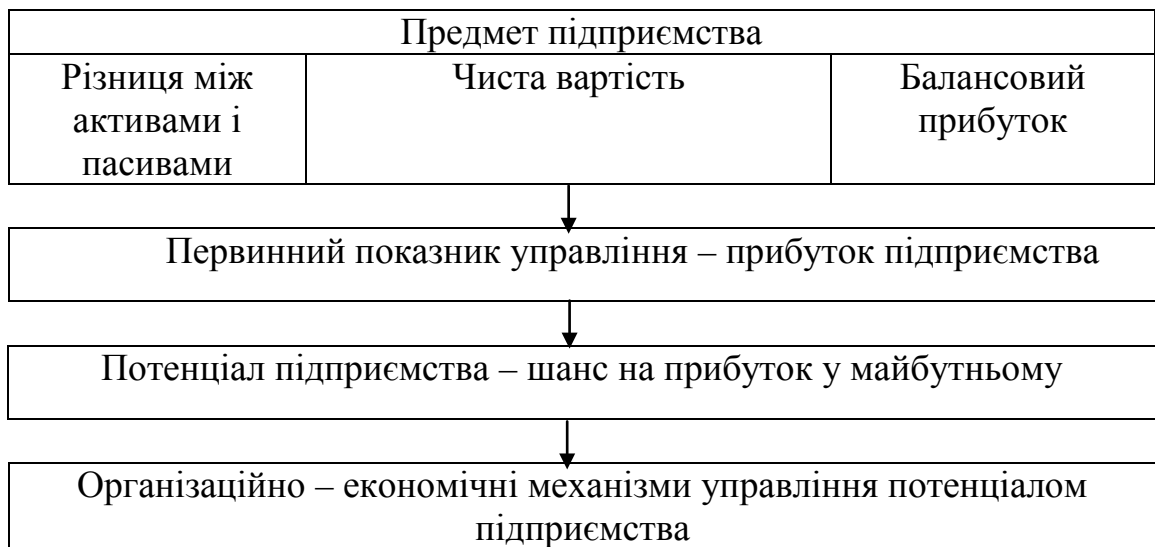 Предмет підприємства
Різниця між
активами і
пасивами
Чиста вартість
Балансовий
прибуток
Первинний показник управління – прибуток підприємства
Потенціал підприємства – шанс на прибуток у майбутньому
Організаційно – економічні механізми управління потенціалом
підприємства